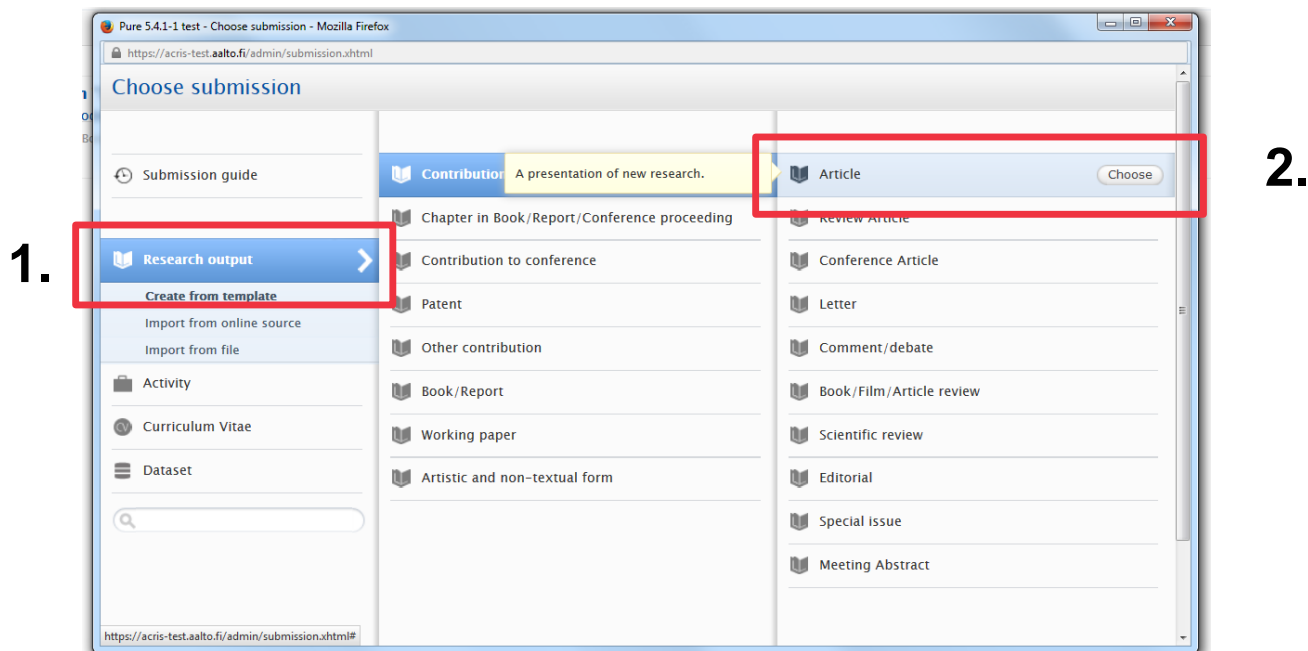 Pure 5.4.1-1 test - Choose submission - Mozilla Firefox
https://acris-test.aalto.fi/admin/submission.xhtml
Choose submission
Submission guide
1.
Research output
Create from template
Import from online source
Import from file
Activity
Curriculum Vitae
CV
Dataset
Contribution
A presentation of new research.
Chapter in Book/Report/Conference proceeding
Contribution to conference
Patent
Other contribution
Book/Report
Working paper
Artistic and non-textual form
2.
Article
Choose
Review Article
Conference Article
Letter
Comment/debate
Book/Film/Article review
Scientific review
Editorial
Special issue
Meeting Abstract
https://acris-test.aalto.fi/admin/submission.xhtml#